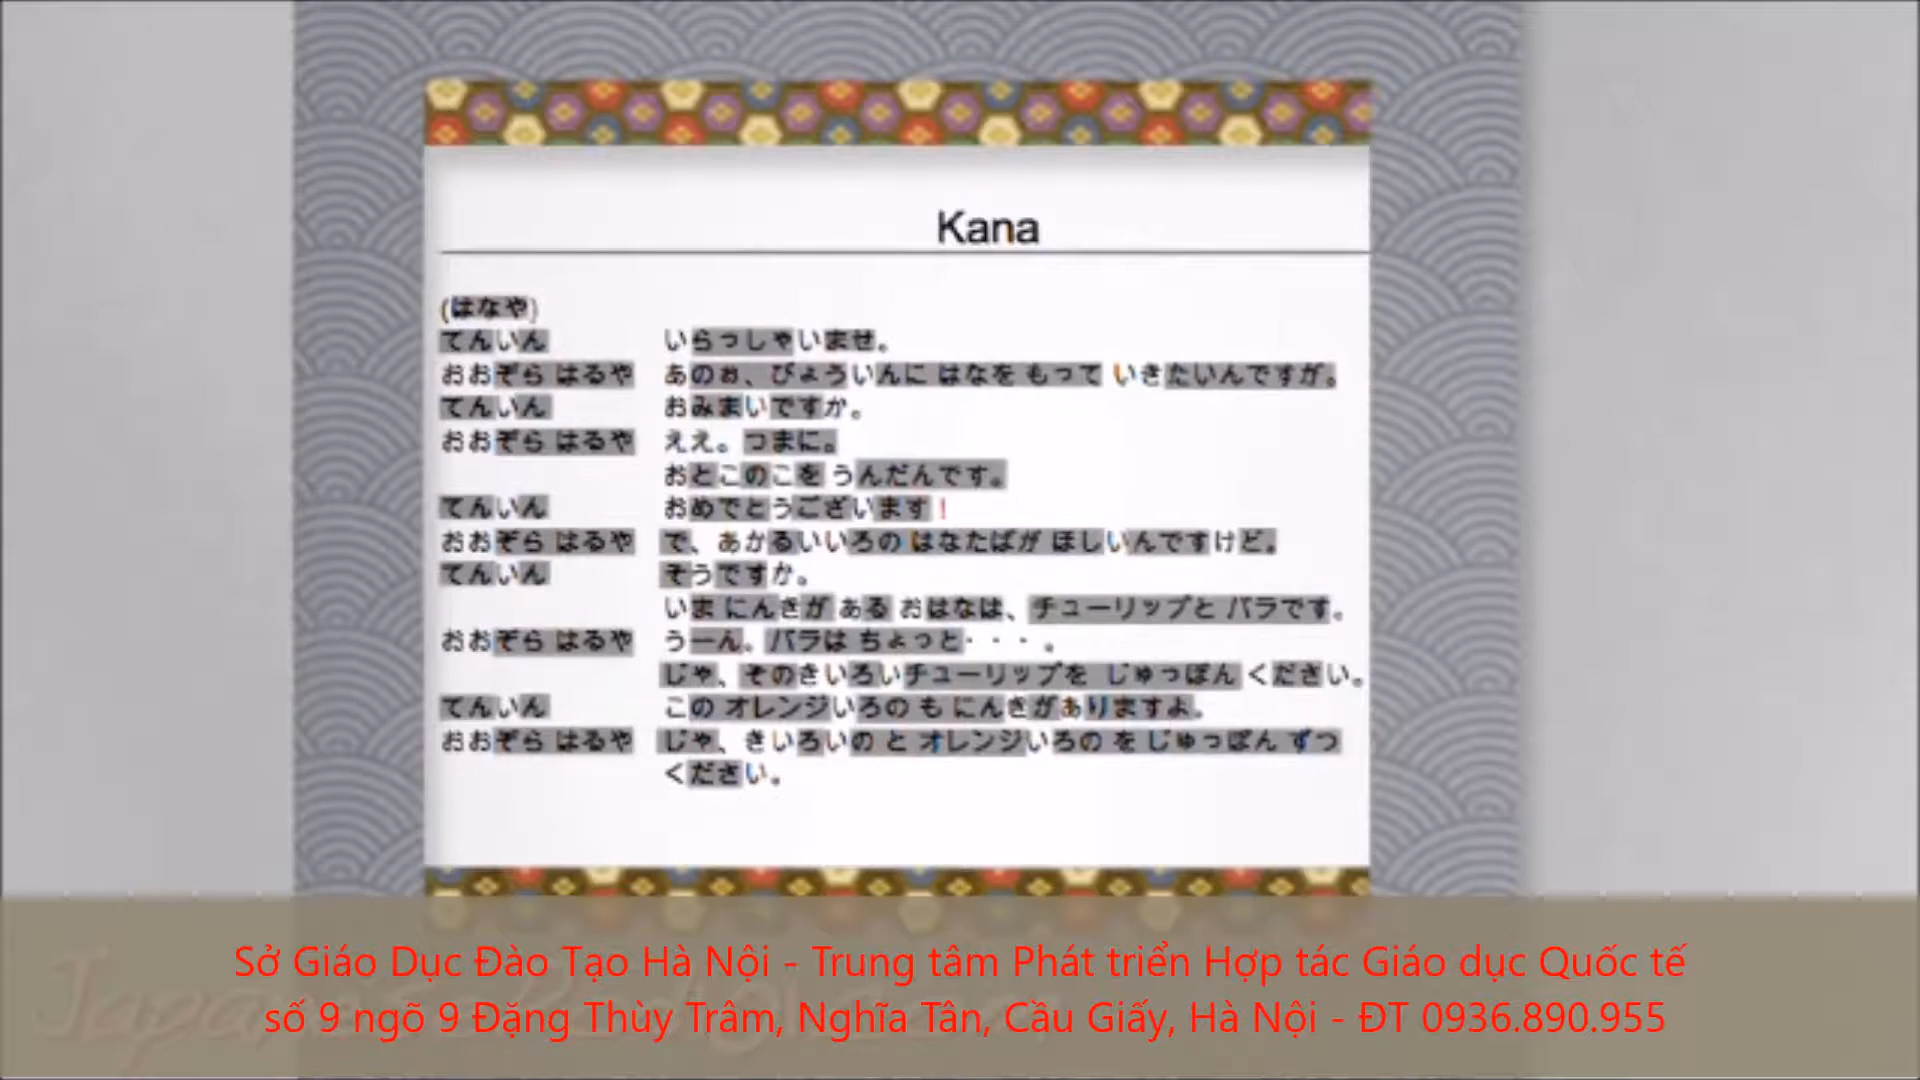 Kana
(はなや)
てんいん いらっしゃいませ。
おおぞら はるや あのぉ、びょういんに はなを もって いきたいんですが。
てんいん おみまいですか。
おおぞら はるや ええ。つまに。
おとこのこを うんだんです。
てんいん おめでとうございます!
おおぞら はるや で、あかるいいろの はなたばが ほしいんですけど。
てんいん そうですか。
いま にんきが ある おはなは、チューリップと バラです。
おおぞら はるや うーん。バラは ちょっと・・・。
じゃ、そのきいろいチューリップを じゅっぽん ください。
てんいん この オレンジいろの も にんきがありますよ。
おおぞら はるや じゃ、きいろいの と オレンジいろの を じゅっぽん ずつ
ください。
Sở Giáo Dục Đào Tạo Hà Nội - Trung tâm Phát triển Hợp tác Giáo dục Quốc tế
số 9 ngõ 9 Đặng Thùy Trâm, Nghĩa Tân, Cầu Giấy, Hà Nội - ĐT 0936.890.955